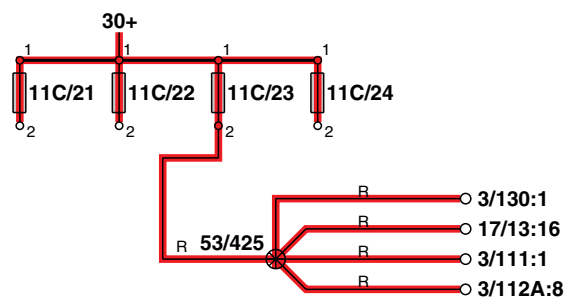 30+
1 1 1 1
11C/21 11C/22 11C/23 11C/24
2 2 2 2
R 3/130:1
R 17/13:16
R 53/425 R 3/111:1
R 3/112A:8